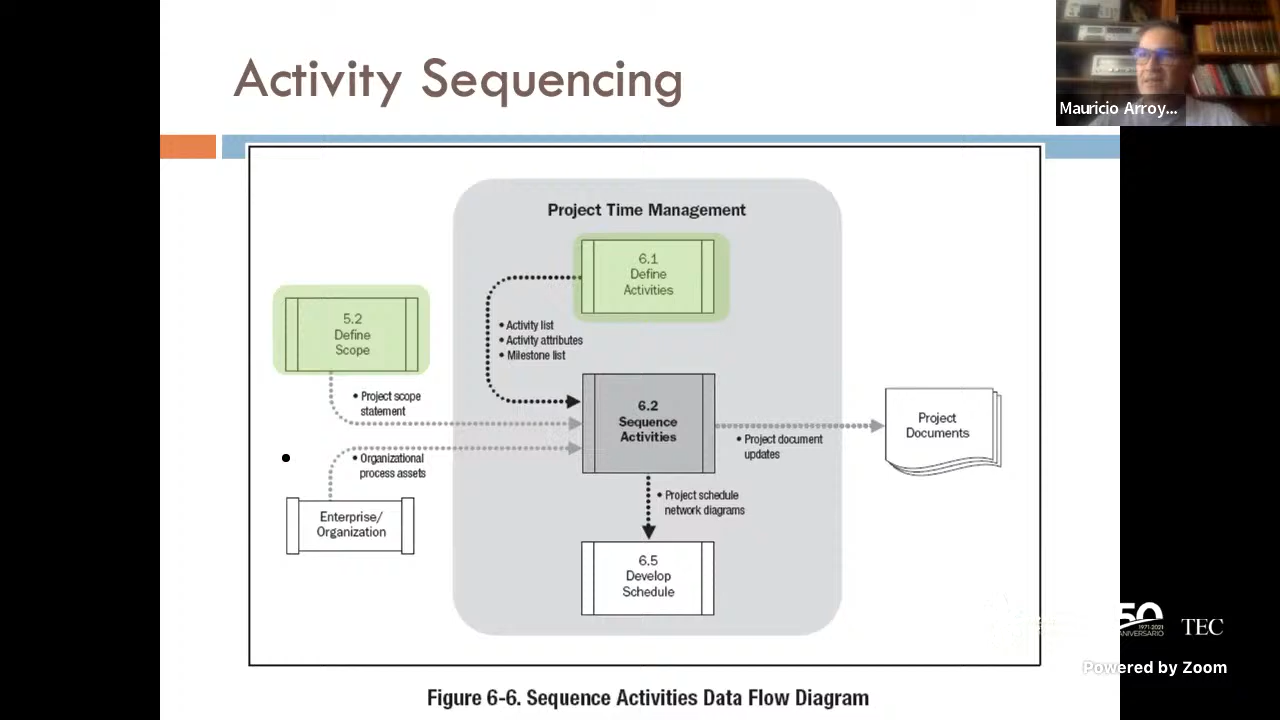 Activity Sequencing
Mauricio Arroy...
Project Time Management
6.1
Define
Activities
5.2
Define
Scope
• Activity list
• Activity attributes
• Milestone list
• Project scope
statement
6.2
Sequence
Activities
Project
Documents
• Project document
updates
• Organizational
process assets
Enterprise/
Organization
• Project schedule
network diagrams
6.5
Develop
Schedule
50
1971-2021
ANIVERSARIO
TEC
Powered by Zoom
Figure 6-6. Sequence Activities Data Flow Diagram